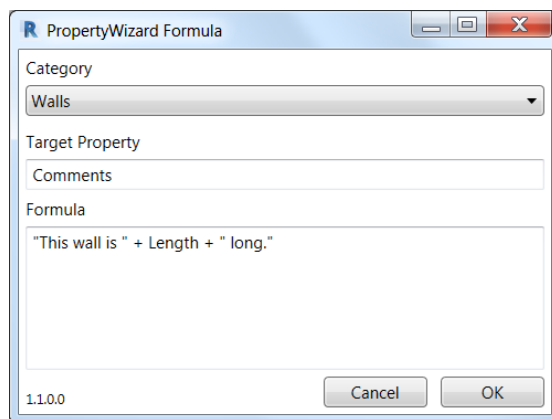 PropertyWizard Formula
Category
Walls
Target Property
Comments
Formula
"This wall is " + Length + " long."
1.1.0.0
Cancel
OK